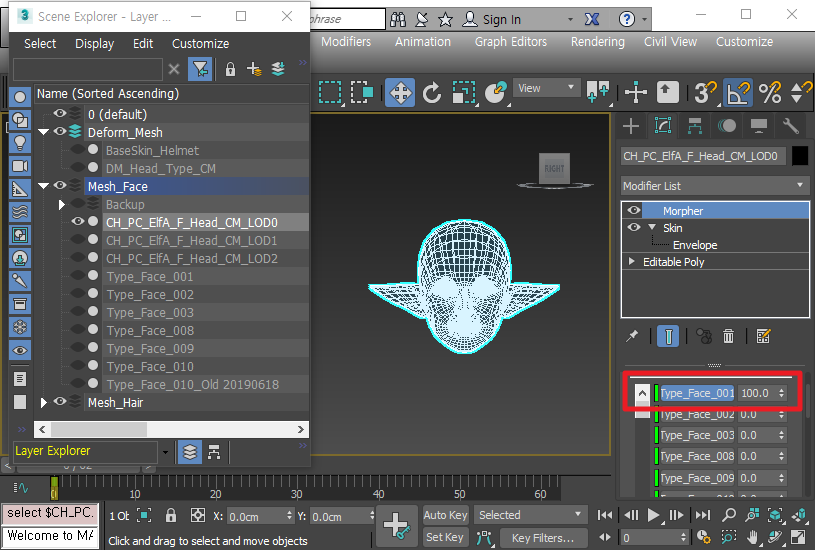 3 Scene Explorer - Layer ...
phrase
Sign In
Select Display Edit Customize
Modifiers Animation Graph Editors Rendering Civil View Customize
View
Name (Sorted Ascending)
0 (default)
Deform_Mesh
BaseSkin_Helmet
DM_Head_Type_CM
Mesh_Face
Backup
CH_PC_ElfA_F_Head_CM_LOD0
CH_PC_ElfA_F_Head_CM_LOD1
CH_PC_ElfA_F_Head_CM_LOD2
Type_Face_001
Type_Face_002
Type_Face_003
Type_Face_008
Type_Face_009
Type_Face_010
Type_Face_010_Old 20190618
Mesh_Hair
Layer Explorer
RIGHT
CH_PC_ElfA_F_Head_CM_LOD0
Modifier List
Morpher
Skin
Envelope
Editable Poly
Type_Face_001 100.0
Type_Face_002 0.0
Type_Face_003 0.0
Type_Face_008 0.0
Type_Face_009 0.0
0 10 20 30 40 50 60
select $CH_PC.
Welcome to MA
1 Ob
X: 0.0cm Y: 0.0cm
Click and drag to select and move objects
Auto Key Selected
Set Key Key Filters...
0